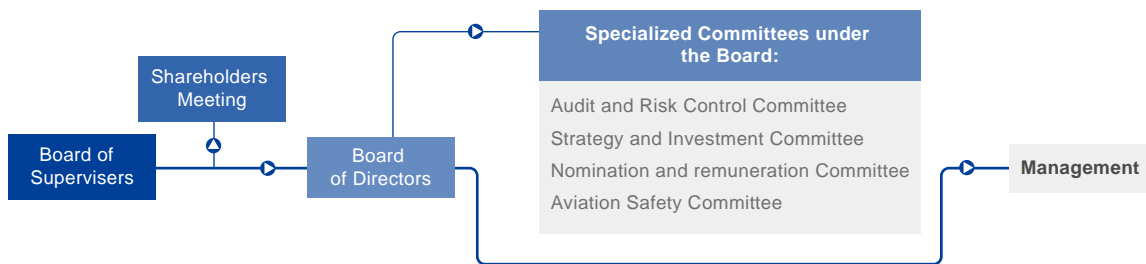 Specialized Committees under
the Board:
Shareholders
Meeting
Audit and Risk Control Committee
Strategy and Investment Committee
Board of
Supervisers
Board
of Directors
Nomination and remuneration Committee
Management
Aviation Safety Committee